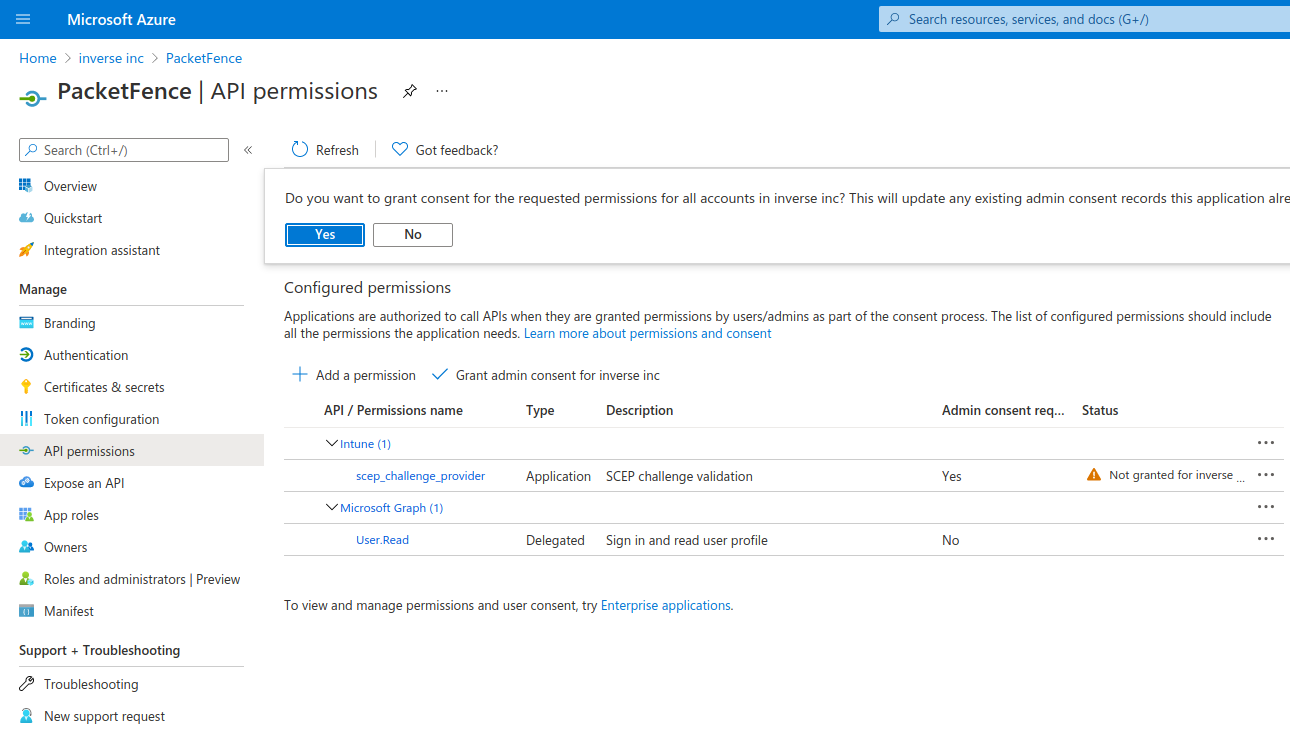 Microsoft Azure
Search resources, services, and docs (G+/)
Home > inverse inc > PacketFence
PacketFence | API permissions
Search (Ctrl+/)
«
Refresh
Got feedback?
Overview
Quickstart
Integration assistant
Manage
Branding
Authentication
Certificates & secrets
Token configuration
API permissions
Expose an API
App roles
Owners
Roles and administrators | Preview
Manifest
Support + Troubleshooting
Troubleshooting
New support request
Do you want to grant consent for the requested permissions for all accounts in inverse inc? This will update any existing admin consent records this application alre
Yes
No
Configured permissions
Applications are authorized to call APIs when they are granted permissions by users/admins as part of the consent process. The list of configured permissions should include
all the permissions the application needs. Learn more about permissions and consent
Add a permission
Grant admin consent for inverse inc
API / Permissions name Type Description Admin consent req... Status
Intune (1)
scep_challenge_provider Application SCEP challenge validation Yes Not granted for inverse ...
Microsoft Graph (1)
User.Read Delegated Sign in and read user profile No
To view and manage permissions and user consent, try Enterprise applications.